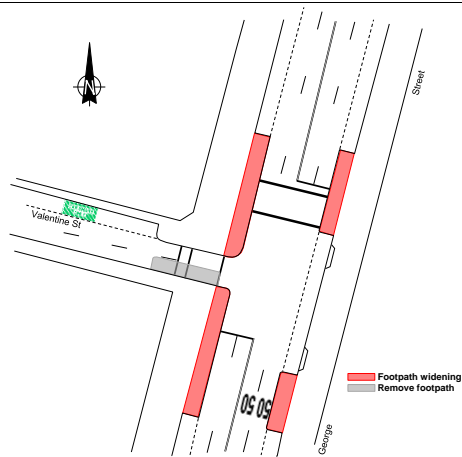 N
Street
Valentine St
Footpath widening
Remove footpath
50 50
George